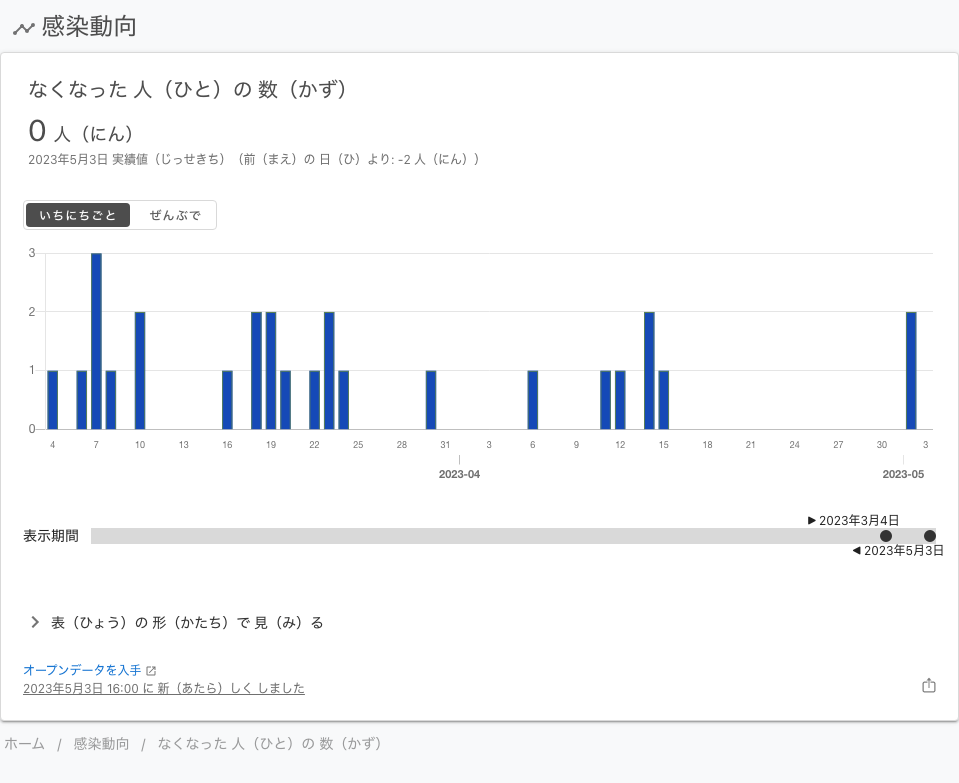 感染動向
なくなった 人（ひと）の 数（かず）
0 人（にん）
2023年5月3日 実績値（じっせきち）（前（まえ）の 日（ひ）より: -2 人（にん））
いちにちごと ぜんぶで
3
2
1
0
4 7 10 13 16 19 22 25 28 31 3 6 9 12 15 18 21 24 27 30 3
2023-04 2023-05
2023年3月4日
表示期間
2023年5月3日
表（ひょう）の 形（かたち）で 見（み）る
オープンデータを入手
2023年5月3日 16:00 に 新（あたら）しく しました
ホーム / 感染動向 / なくなった 人（ひと）の 数（かず）